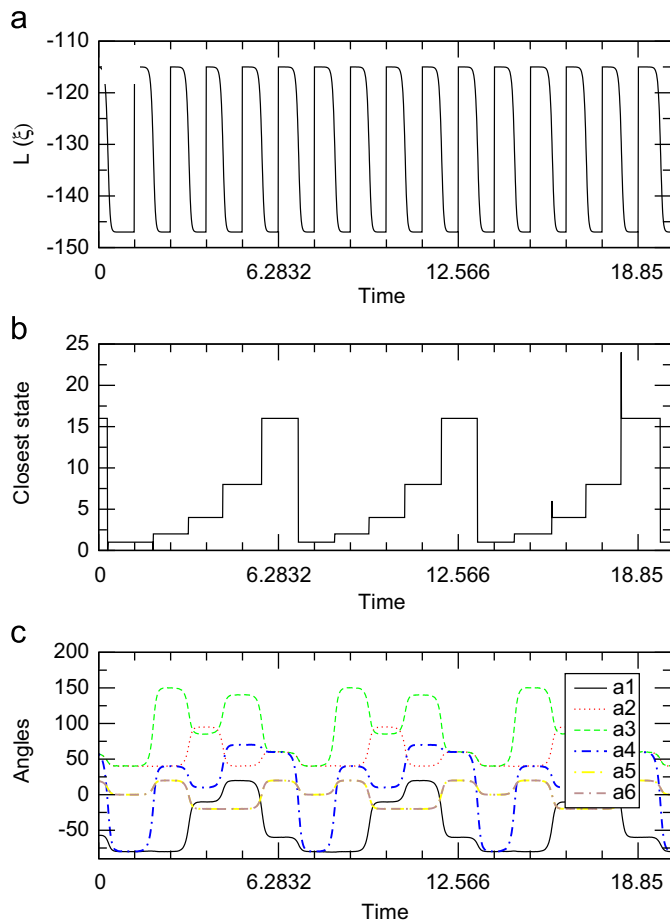 a
-110
-120
-130
-140
-150
L (ξ)
0 6.2832 12.566 18.85
Time
b
25
20
15
10
5
0
Closest state
0 6.2832 12.566 18.85
Time
c
200
150
100
50
0
-50
Angles
a1
a2
a3
a4
a5
a6
0 6.2832 12.566 18.85
Time